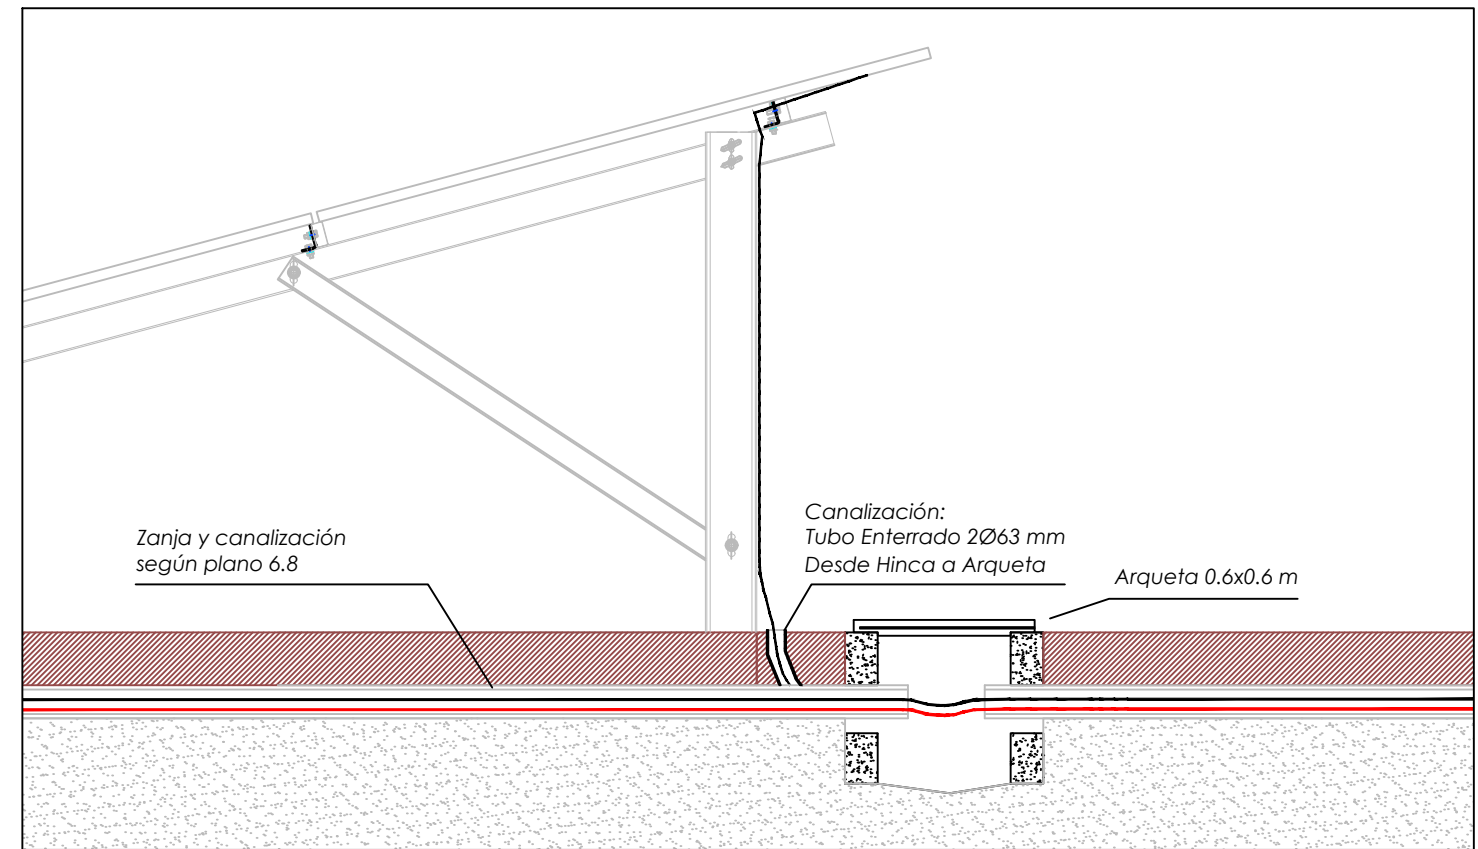 Zanja y canalización
según plano 6.8
Canalización:
Tubo Enterrado 2Ø63 mm
Desde Hinca a Arqueta
Arqueta 0.6x0.6 m